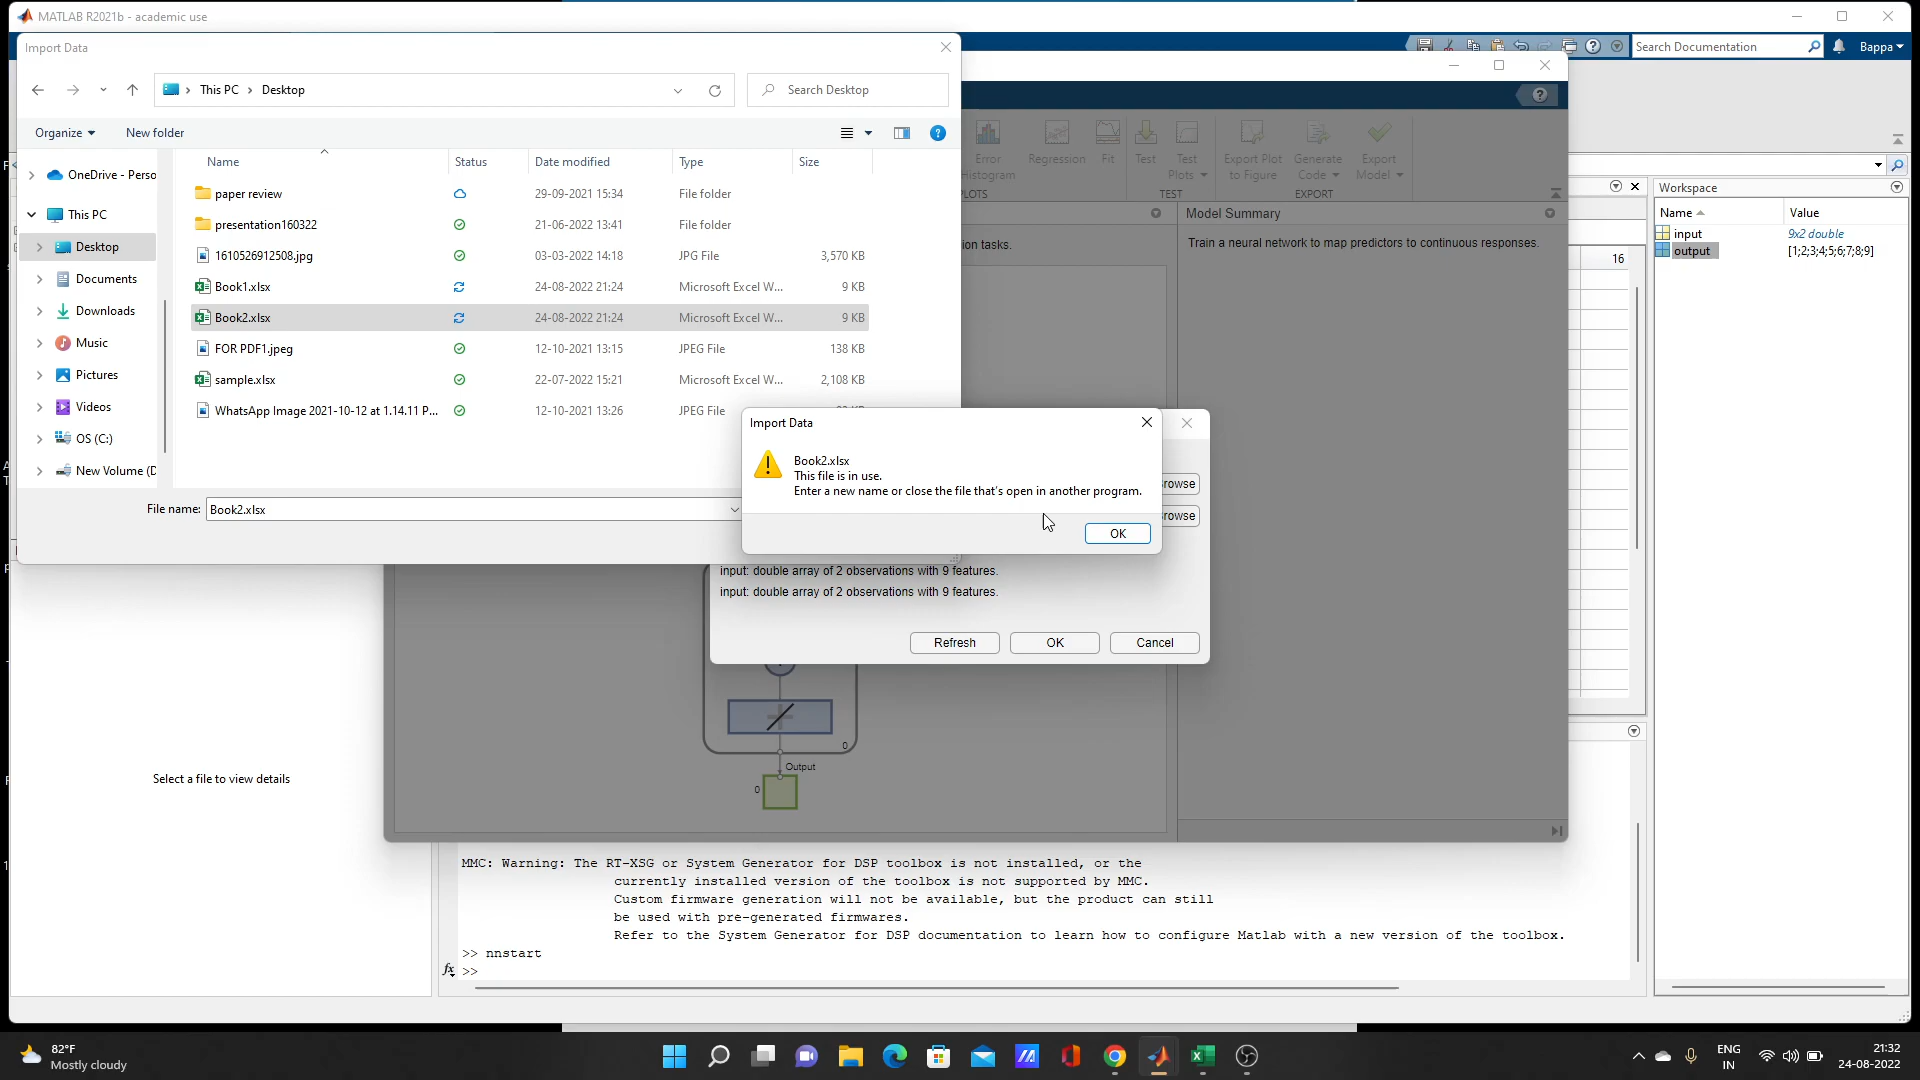 MATLAB R2021b - academic use
Import Data
Search Documentation
Bappa
This PC
Desktop
Search Desktop
Organize
New folder
Error
Histogram
Regression
Fit
Test
Test
Plots
Export Plot
to Figure
Generate
Code
Export
Model
TEST
EXPORT
Name
Status
Date modified
Type
Size
OneDrive - Perso
paper review
29-09-2021 15:34
File folder
This PC
presentation160322
21-06-2022 13:41
File folder
Desktop
1610526912508.jpg
03-03-2022 14:18
JPG File
3,570 KB
Documents
Book1.xlsx
24-08-2022 21:24
Microsoft Excel W...
9 KB
Downloads
Book2.xlsx
24-08-2022 21:24
Microsoft Excel W...
9 KB
Music
FOR PDF1.jpeg
12-10-2021 13:15
JPEG File
138 KB
Pictures
sample.xlsx
22-07-2022 15:21
Microsoft Excel W...
2,108 KB
Videos
WhatsApp Image 2021-10-12 at 1.14.11 P...
12-10-2021 13:26
JPEG File
OS (C:)
New Volume (D
File name:
Book2.xlsx
Model Summary
Train a neural network to map predictors to continuous responses.
ion tasks.
16
Workspace
Name
Value
input
9x2 double
output
[1;2;3;4;5;6;7;8;9]
Import Data
Book2.xlsx
This file is in use.
Enter a new name or close the file that's open in another program.
OK
rowse
rowse
input: double array of 2 observations with 9 features.
input: double array of 2 observations with 9 features.
Refresh
OK
Cancel
0
Output
0
Select a file to view details
MMC: Warning: The RT-XSG or System Generator for DSP toolbox is not installed, or the
currently installed version of the toolbox is not supported by MMC.
Custom firmware generation will not be available, but the product can still
be used with pre-generated firmwares.
Refer to the System Generator for DSP documentation to learn how to configure Matlab with a new version of the toolbox.
>> nnstart
fx >>
82°F
Mostly cloudy
ENG
IN
21:32
24-08-2022